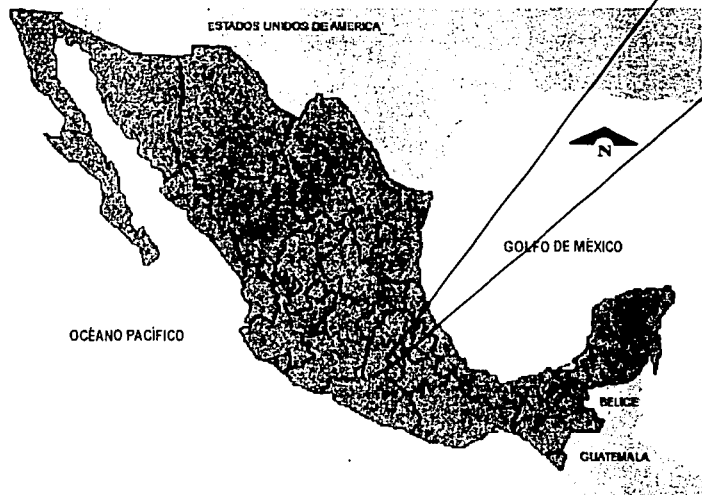 ESTADOS UNIDOS DE AMERICA
N
GOLFO DE MÉXICO
OCÉANO PACÍFICO
BELICE
GUATEMALA